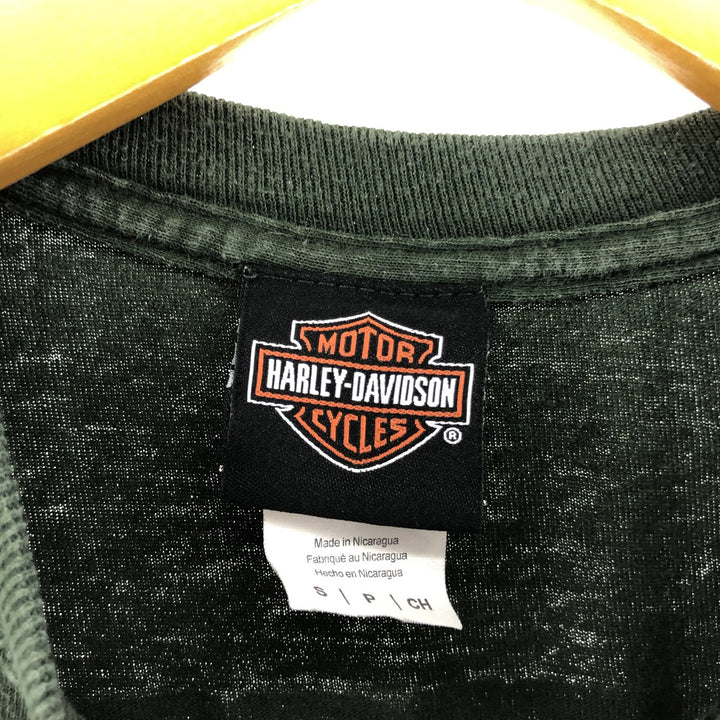 MOTOR
HARLEY-DAVIDSON
CYCLES
®
Made in Nicaragua
Fabriqué au Nicaragua
Hecho en Nicaragua
S | P | CH